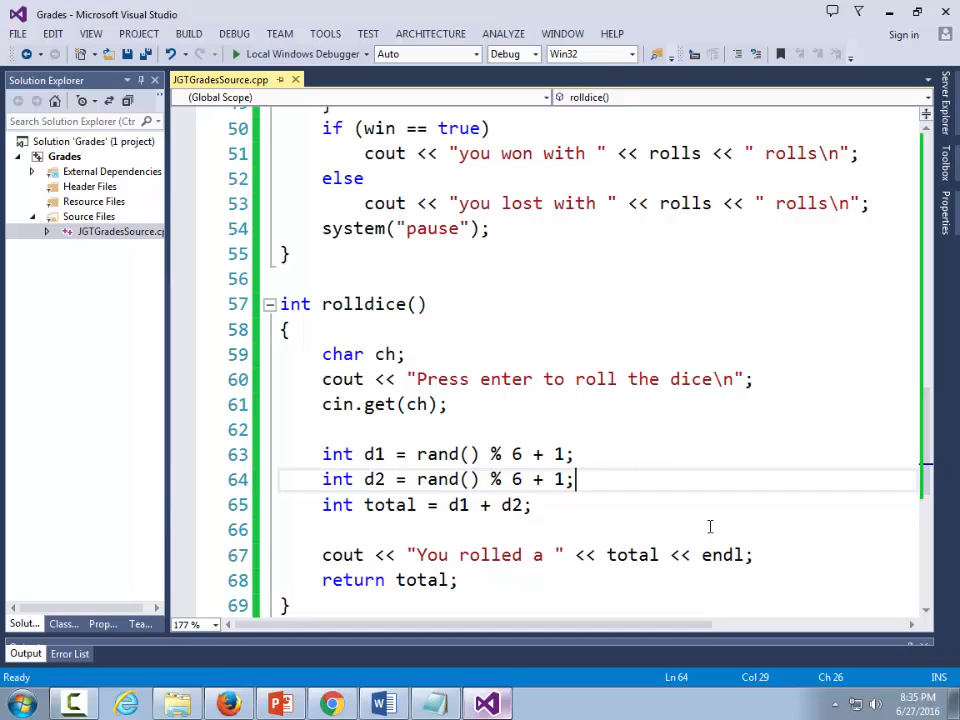 Grades - Microsoft Visual Studio
FILE EDIT VIEW PROJECT BUILD DEBUG TEAM TOOLS TEST ARCHITECTURE ANALYZE WINDOW HELP Sign in
Local Windows Debugger Auto Debug Win32
Solution Explorer
Search Solution Explorer (Ctr
Solution 'Grades' (1 project)
Grades
External Dependencies
Header Files
Resource Files
Source Files
JGTGradesSource.cp
Solut... Class... Prop... Tea...
JGTGradesSource.cpp
(Global Scope) rolldice()
49 }
50 if (win == true)
51 cout << "you won with " << rolls << " rolls\n";
52 else
53 cout << "you lost with " << rolls << " rolls\n";
54 system("pause");
55 }
56
57 int rolldice()
58 {
59 char ch;
60 cout << "Press enter to roll the dice\n";
61 cin.get(ch);
62
63 int d1 = rand() % 6 + 1;
64 int d2 = rand() % 6 + 1;
65 int total = d1 + d2;
66
67 cout << "You rolled a " << total << endl;
68 return total;
69 }
177 %
Server Explorer
Toolbox
Properties
Output Error List
Ready Ln 64 Col 29 Ch 26 INS
8:35 PM
6/27/2016